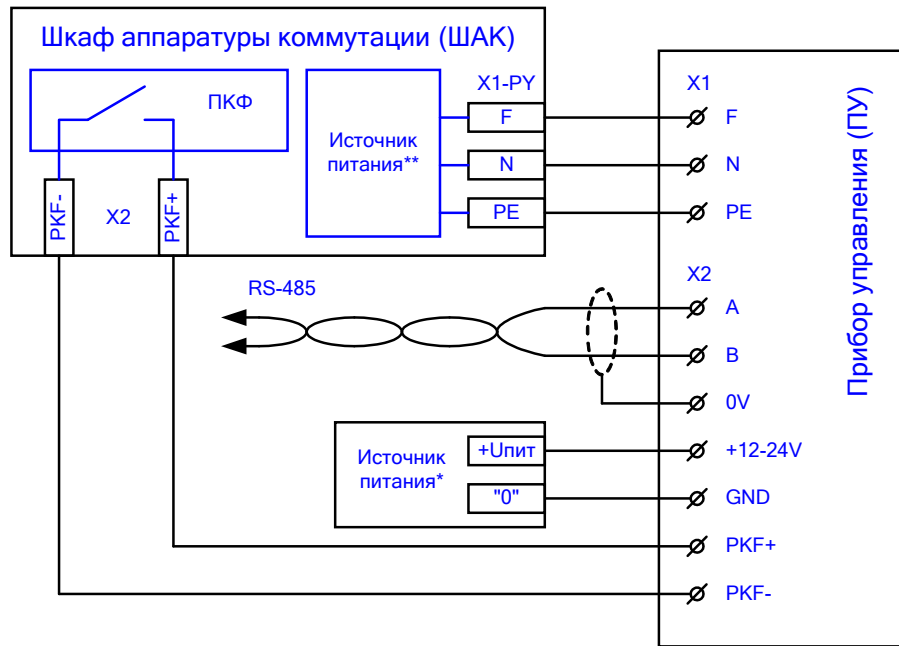 Шкаф аппаратуры коммутации (ШАК)
ПКФ
X1-PY
Источник
питания**
F
N
PE
PKF-
X2
PKF+
RS-485
Источник
питания*
+Uпит
"0"
X1
F
N
PE
X2
A
B
0V
+12-24V
GND
PKF+
PKF-
Прибор управления (ПУ)